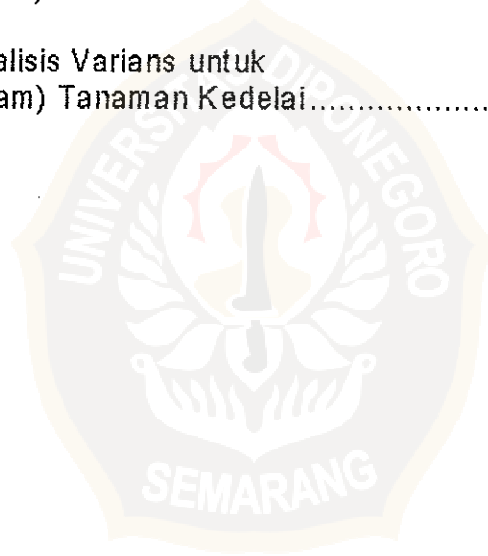 alisis Varians untuk
am) Tanaman Kedelai....................
UNIVERSITAS DIPONEGORO
SEMARANG